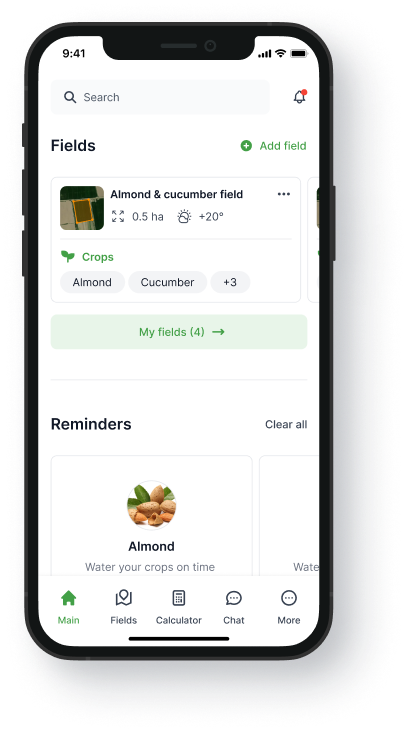 9:41
Search
Fields
Add field
Almond & cucumber field
0.5 ha +20°
Crops
Almond Cucumber +3
My fields (4)
Reminders
Clear all
Almond
Water your crops on time
Wate
Main Fields Calculator Chat More